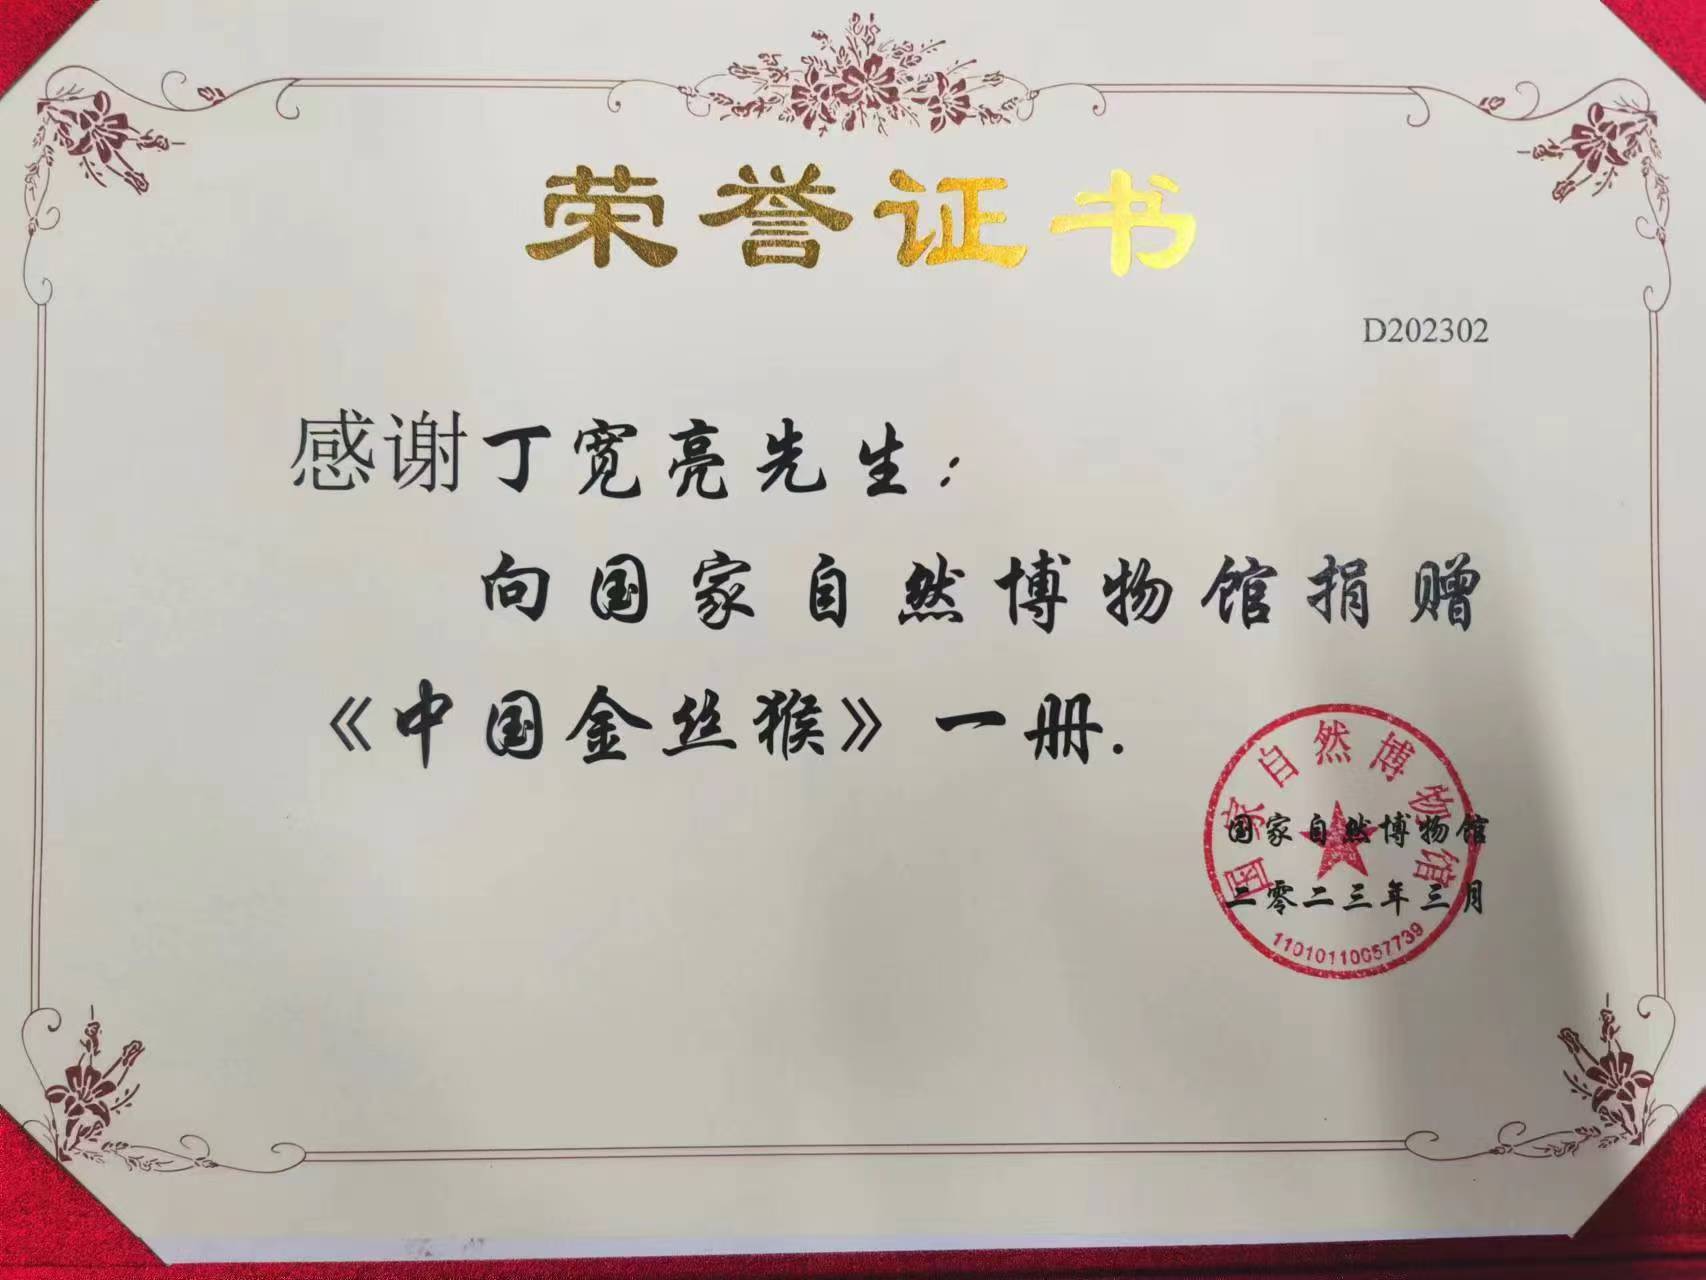 荣誉证书
D202302
感谢丁宽亮先生：
向国家自然博物馆捐赠
《中国金丝猴》一册.
国家自然博物馆
国家自然博物馆
二零二三年三月
11010110057739